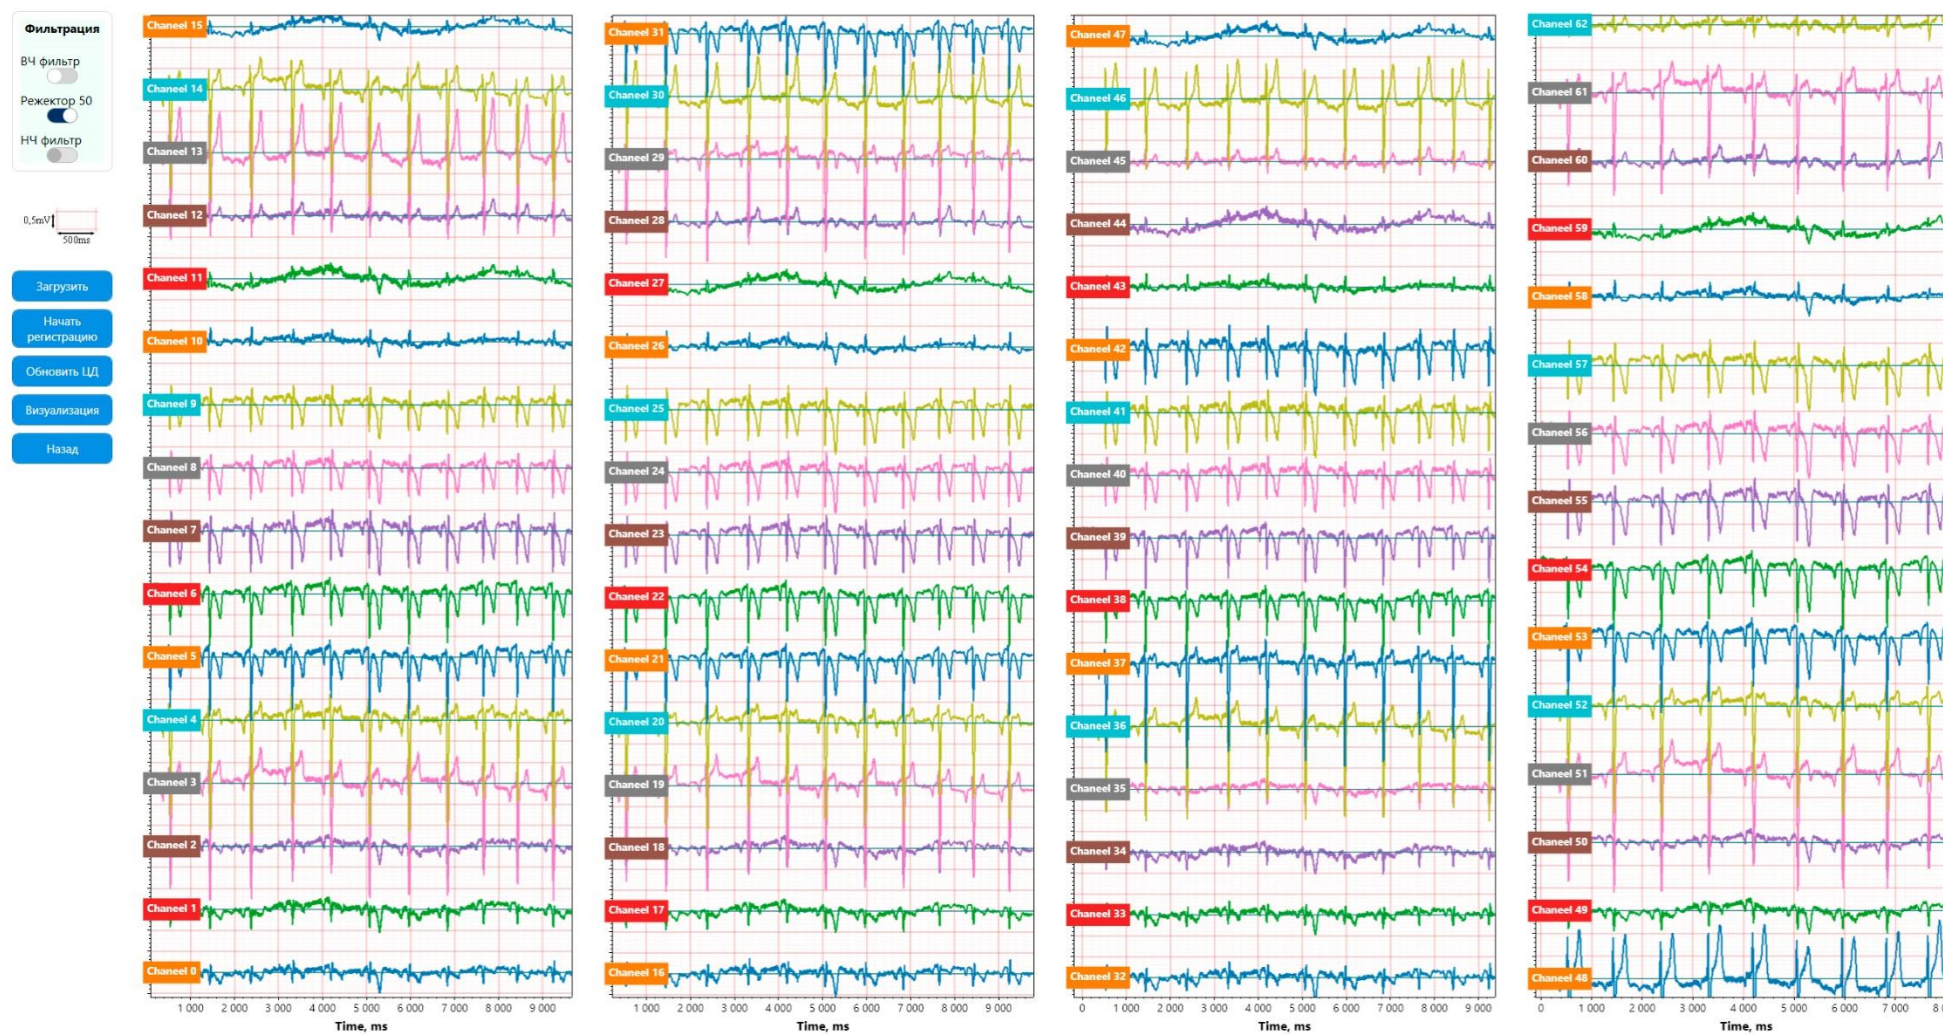 Фильтрация
ВЧ фильтр
Режектор 50
НЧ фильтр
0,5mV
500ms
Загрузить
Начать
регистрацию
Обновить ЦД
Визуализация
Назад
Chaneel 15
Chaneel 14
Chaneel 13
Chaneel 12
Chaneel 11
Chaneel 10
Chaneel 9
Chaneel 8
Chaneel 7
Chaneel 6
Chaneel 5
Chaneel 4
Chaneel 3
Chaneel 2
Chaneel 1
Chaneel 0
1 000 2 000 3 000 4 000 5 000 6 000 7 000 8 000 9 000
Time, ms
Chaneel 31
Chaneel 30
Chaneel 29
Chaneel 28
Chaneel 27
Chaneel 26
Chaneel 25
Chaneel 24
Chaneel 23
Chaneel 22
Chaneel 21
Chaneel 20
Chaneel 19
Chaneel 18
Chaneel 17
Chaneel 16
1 000 2 000 3 000 4 000 5 000 6 000 7 000 8 000 9 000
Time, ms
Chaneel 47
Chaneel 46
Chaneel 45
Chaneel 44
Chaneel 43
Chaneel 42
Chaneel 41
Chaneel 40
Chaneel 39
Chaneel 38
Chaneel 37
Chaneel 36
Chaneel 35
Chaneel 34
Chaneel 33
Chaneel 32
0 1 000 2 000 3 000 4 000 5 000 6 000 7 000 8 000 9 000
Time, ms
Chaneel 62
Chaneel 61
Chaneel 60
Chaneel 59
Chaneel 58
Chaneel 57
Chaneel 56
Chaneel 55
Chaneel 54
Chaneel 53
Chaneel 52
Chaneel 51
Chaneel 50
Chaneel 49
Chaneel 48
0 1 000 2 000 3 000 4 000 5 000 6 000 7 000
Time, ms